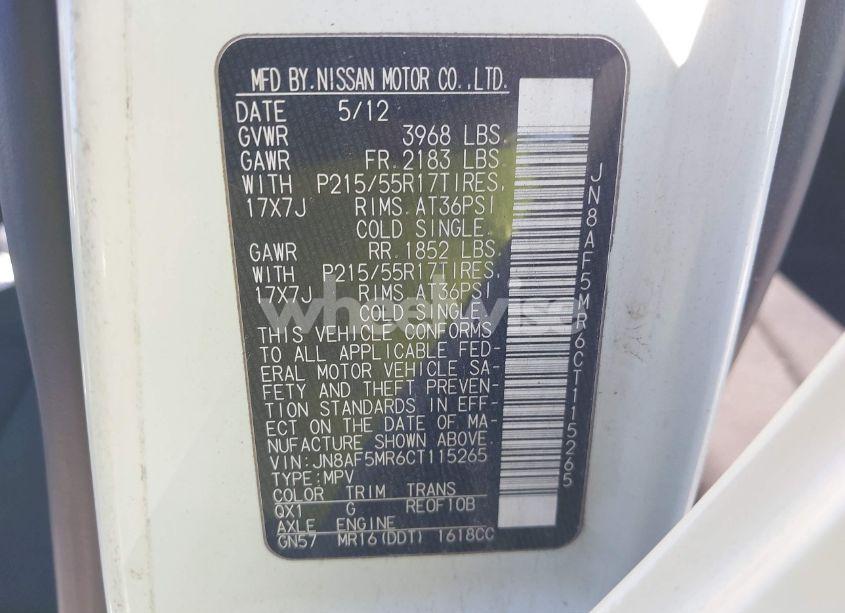 MFD BY.NISSAN MOTOR CO.,LTD.
DATE 5/12
GVWR 3968 LBS
GAWR FR.2183 LBS.
WITH P215/55R17TIRES,
17X7J RIMS.AT36PSI
COLD SINGLE.
GAWR RR.1852 LBS
WITH P215/55R17TIRES,
17X7J RIMS.AT36PSI
COLD SINGLE.
THIS VEHICLE CONFORMS
TO ALL APPLICABLE FED-
ERAL MOTOR VEHICLE SA-
FETY AND THEFT PREVEN-
TION STANDARDS IN EFF-
ECT ON THE DATE OF MA-
NUFACTURE SHOWN ABOVE.
VIN:JN8AF5MR6CT115265
TYPE:MPV
COLOR TRIM TRANS
QX1 G RE0F10B
AXLE ENGINE
GN57 MR16(DDT) 1618CC
JN8AF5MR6CT115265
wheelwise